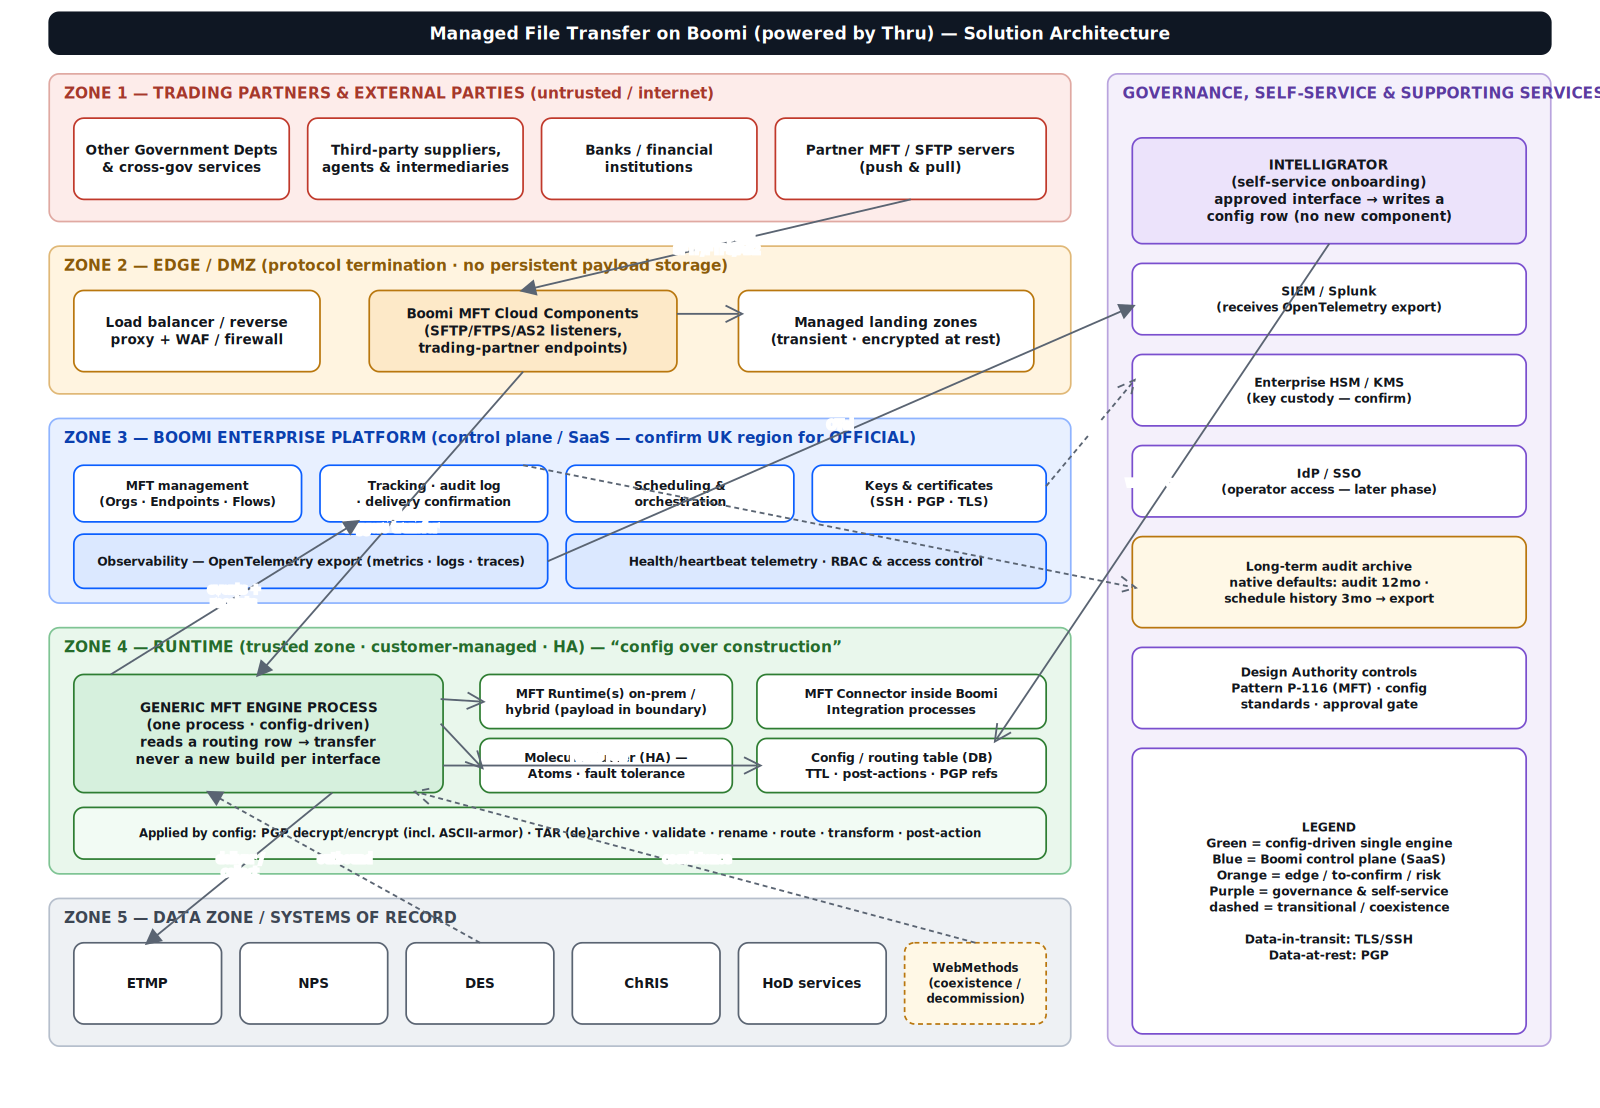 Managed File Transfer on Boomi (powered by Thru) — Solution Architecture
ZONE 1 — TRADING PARTNERS & EXTERNAL PARTIES (untrusted / internet)
Other Government Depts
& cross-gov services
Third-party suppliers,
agents & intermediaries
Banks / financial
institutions
Partner MFT / SFTP servers
(push & pull)
ZONE 2 — EDGE / DMZ (protocol termination · no persistent payload storage)
Load balancer / reverse
proxy + WAF / firewall
Boomi MFT Cloud Components
(SFTP/FTPS/AS2 listeners,
trading-partner endpoints)
Managed landing zones
(transient · encrypted at rest)
ZONE 3 — BOOMI ENTERPRISE PLATFORM (control plane / SaaS — confirm UK region for OFFICIAL)
MFT management
(Orgs · Endpoints · Flows)
Tracking · audit log
· delivery confirmation
Scheduling &
orchestration
Keys & certificates
(SSH · PGP · TLS)
Observability — OpenTelemetry export (metrics · logs · traces)
Health/heartbeat telemetry · RBAC & access control
ZONE 4 — RUNTIME (trusted zone · customer-managed · HA) — “config over construction”
GENERIC MFT ENGINE PROCESS
(one process · config-driven)
reads a routing row → transfer
never a new build per interface
MFT Runtime(s) on-prem /
hybrid (payload in boundary)
MFT Connector inside Boomi
Integration processes
(HA) —
Atoms · fault tolerance
Config / routing table (DB)
TTL · post-actions · PGP refs
Applied by config: PGP decrypt/encrypt (incl. ASCII-armor) · TAR (de)archive · validate · rename · route · transform · post-action
ZONE 5 — DATA ZONE / SYSTEMS OF RECORD
ETMP
NPS
DES
ChRIS
HoD services
WebMethods
(coexistence /
decommission)
GOVERNANCE, SELF-SERVICE & SUPPORTING SERVICES
INTELLIGRATOR
(self-service onboarding)
approved interface → writes a
config row (no new component)
SIEM / Splunk
(receives OpenTelemetry export)
Enterprise HSM / KMS
(key custody — confirm)
IdP / SSO
(operator access — later phase)
Long-term audit archive
native defaults: audit 12mo ·
schedule history 3mo → export
Design Authority controls
Pattern P-116 (MFT) · config
standards · approval gate
LEGEND
Green = config-driven single engine
Blue = Boomi control plane (SaaS)
Orange = edge / to-confirm / risk
Purple = governance & self-service
dashed = transitional / coexistence
Data-in-transit: TLS/SSH
Data-at-rest: PGP